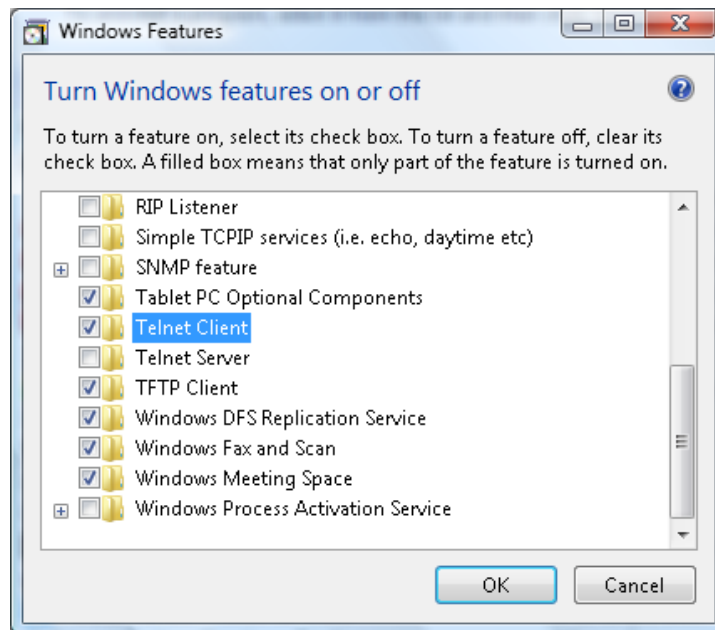 Windows Features
Turn Windows features on or off
To turn a feature on, select its check box. To turn a feature off, clear its
check box. A filled box means that only part of the feature is turned on.
RIP Listener
Simple TCPIP services (i.e. echo, daytime etc)
SNMP feature
Tablet PC Optional Components
Telnet Client
Telnet Server
TFTP Client
Windows DFS Replication Service
Windows Fax and Scan
Windows Meeting Space
Windows Process Activation Service
OK
Cancel